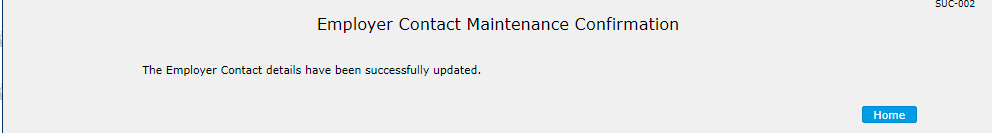 SUC-002
Employer Contact Maintenance Confirmation
The Employer Contact details have been successfully updated.
Home